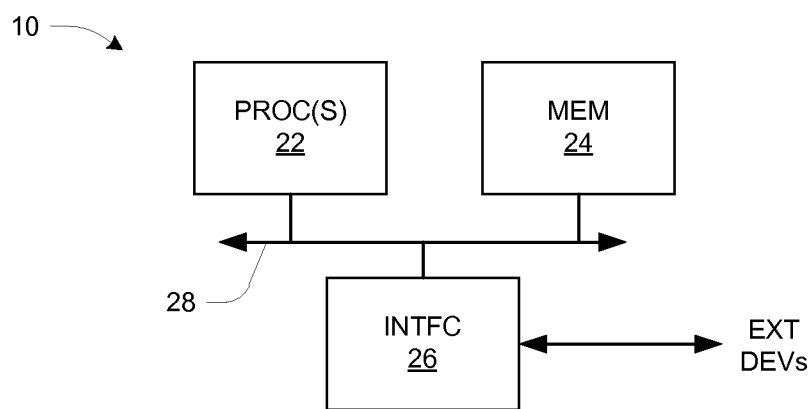 10
PROC(S)
22
MEM
24
28
INTFC
26
EXT
DEVs